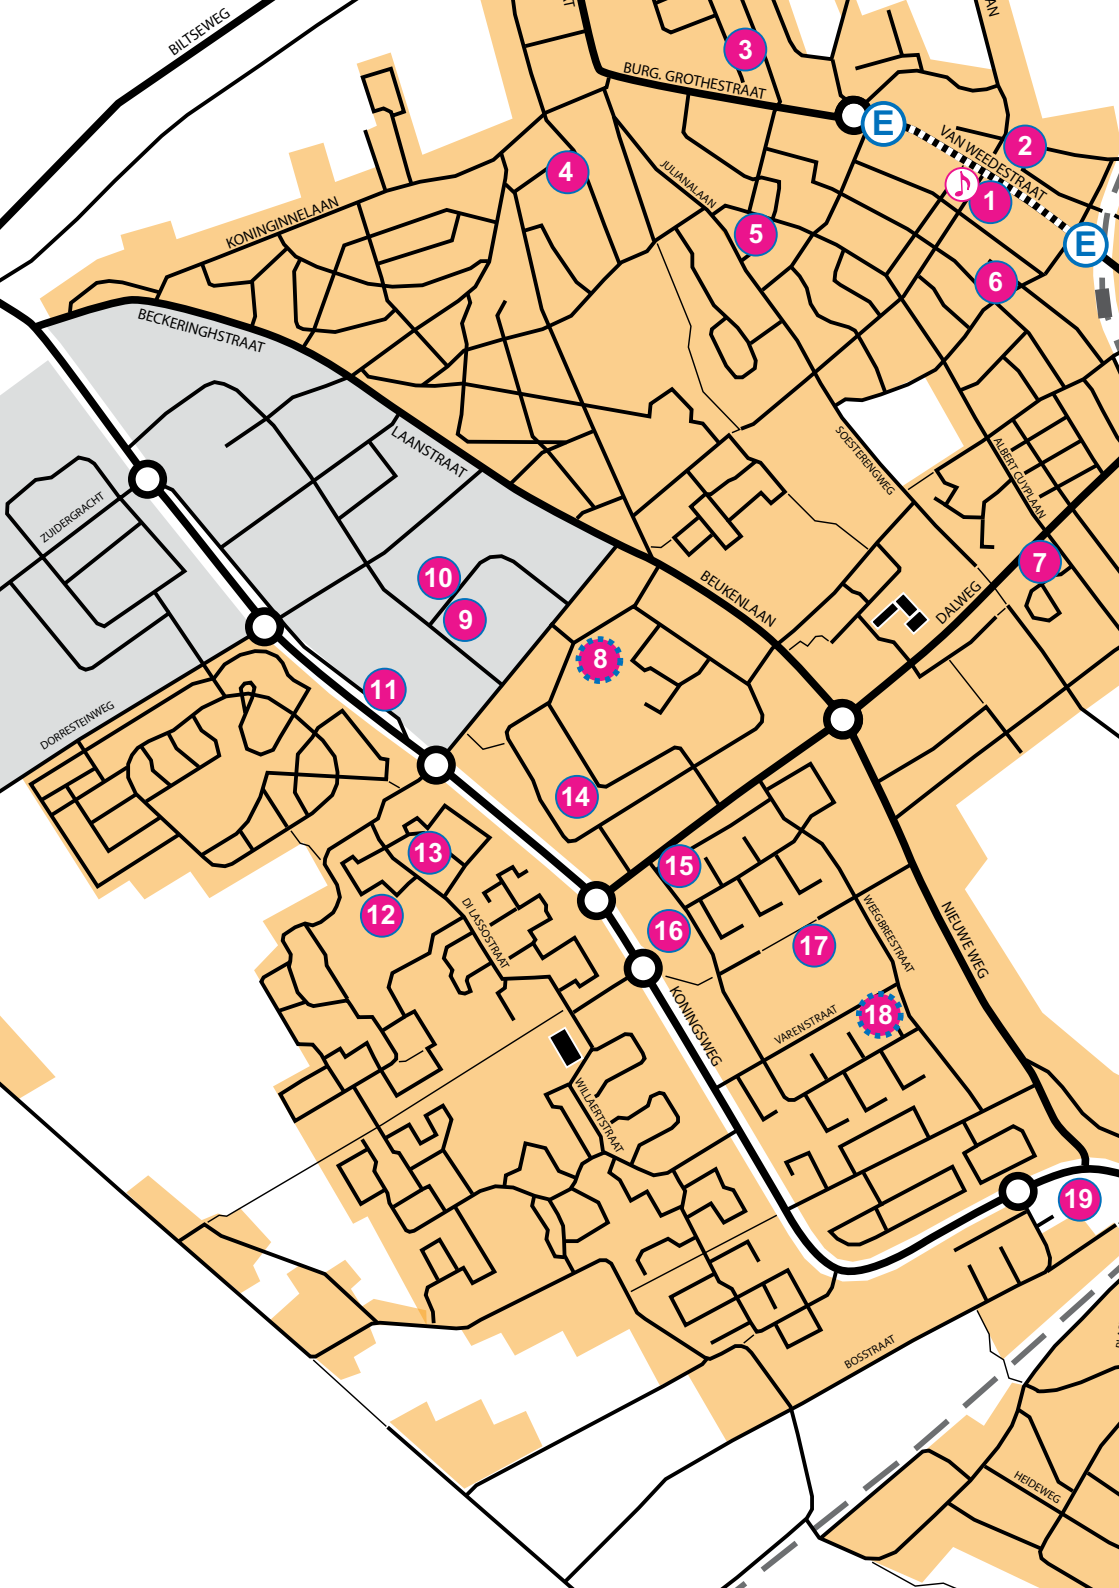 BILTSEWEG
AT
AN
3
BURG. GROTHESTRAAT
E
VAN WEEDESTRAAT
2
4
JULIANALAAN
1
KONINGINNELAAN
5
E
6
BECKERINGHSTRAAT
LAANSTRAAT
SOESTERENGWEG
ALBERT CUYPLAAN
ZUIDERGRACHT
7
10
9
BEUKENLAAN
DALWEG
8
11
DORRESTEINWEG
14
13
15
12
DI LASSOSTRAAT
16
17
WEEGBREESTRAAT
NIEUWE WEG
KONINGSWEG
VARENSTRAAT
18
WILLAERTSTRAAT
19
BOSSTRAAT
HEIDEWEG